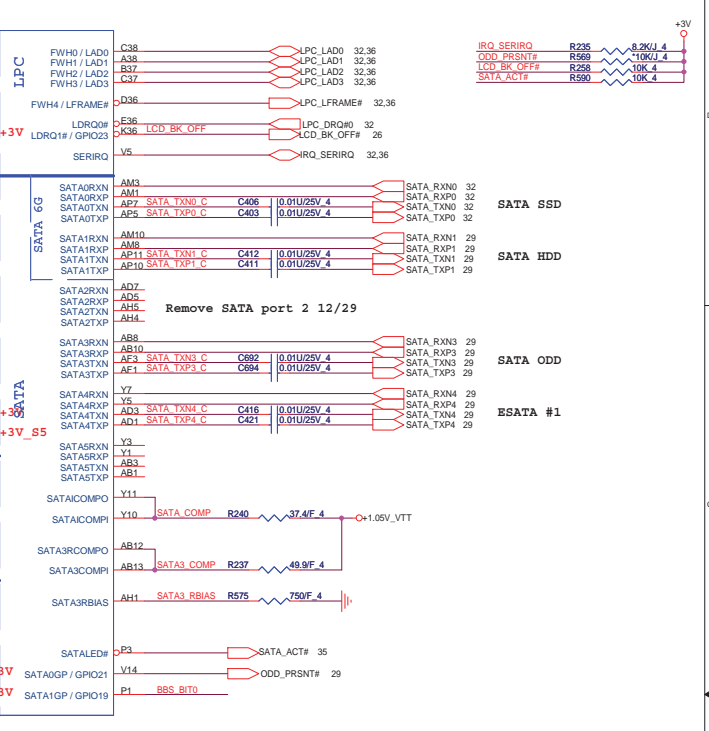 +3V
IRQ_SERIRQ R235 8.2K/J_4
ODD_PRSNT# R569 *10K/J_4
LCD_BK_OFF# R258 10K_4
SATA_ACT# R590 10K_4
LPC
FWH0 / LAD0 C38 LPC_LAD0 32,36
FWH1 / LAD1 A38 LPC_LAD1 32,36
FWH2 / LAD2 B37 LPC_LAD2 32,36
FWH3 / LAD3 C37 LPC_LAD3 32,36
FWH4 / LFRAME# D36 LPC_LFRAME# 32,36
LDRQ0# E36 LPC_DRQ#0 32
+3V LDRQ1# / GPIO23 K36 LCD_BK_OFF LCD_BK_OFF# 26
SERIRQ V5 IRQ_SERIRQ 32,36
SATA 6G
SATA0RXN AM3 SATA_RXN0 32
SATA0RXP AM1 SATA_RXP0 32
SATA0TXN AP7 SATA_TXN0_C C406 0.01U/25V_4 SATA_TXN0 32
SATA0TXP AP5 SATA_TXP0_C C403 0.01U/25V_4 SATA_TXP0 32
SATA SSD
SATA1RXN AM10 SATA_RXN1 29
SATA1RXP AM8 SATA_RXP1 29
SATA1TXN AP11 SATA_TXN1_C C412 0.01U/25V_4 SATA_TXN1 29
SATA1TXP AP10 SATA_TXP1_C C411 0.01U/25V_4 SATA_TXP1 29
SATA HDD
SATA2RXN AD7
SATA2RXP AD5
SATA2TXN AH5
SATA2TXP AH4
Remove SATA port 2 12/29
SATA3RXN AB8 SATA_RXN3 29
SATA3RXP AB10 SATA_RXP3 29
SATA3TXN AF3 SATA_TXN3_C C692 0.01U/25V_4 SATA_TXN3 29
SATA3TXP AF1 SATA_TXP3_C C694 0.01U/25V_4 SATA_TXP3 29
SATA ODD
SATA
SATA4RXN Y7 SATA_RXN4 29
SATA4RXP Y5 SATA_RXP4 29
+3V SATA4TXN AD3 SATA_TXN4_C C416 0.01U/25V_4 SATA_TXN4 29
SATA4TXP AD1 SATA_TXP4_C C421 0.01U/25V_4 SATA_TXP4 29
ESATA #1
+3V_S5
SATA5RXN Y3
SATA5RXP Y1
SATA5TXN AB3
SATA5TXP AB1
SATAICOMPO Y11
SATAICOMPI Y10 SATA_COMP R240 37.4/F_4 +1.05V_VTT
SATA3RCOMPO AB12
SATA3COMPI AB13 SATA3_COMP R237 49.9/F_4
SATA3RBIAS AH1 SATA3_RBIAS R575 750/F_4
SATALED# P3 SATA_ACT# 35
3V SATA0GP / GPIO21 V14 ODD_PRSNT# 29
3V SATA1GP / GPIO19 P1 BBS_BIT0